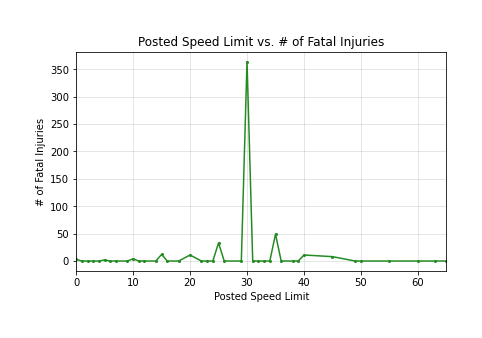 Posted Speed Limit vs. # of Fatal Injuries
350
300
250
200
150
100
50
0
# of Fatal Injuries
0 10 20 30 40 50 60
Posted Speed Limit